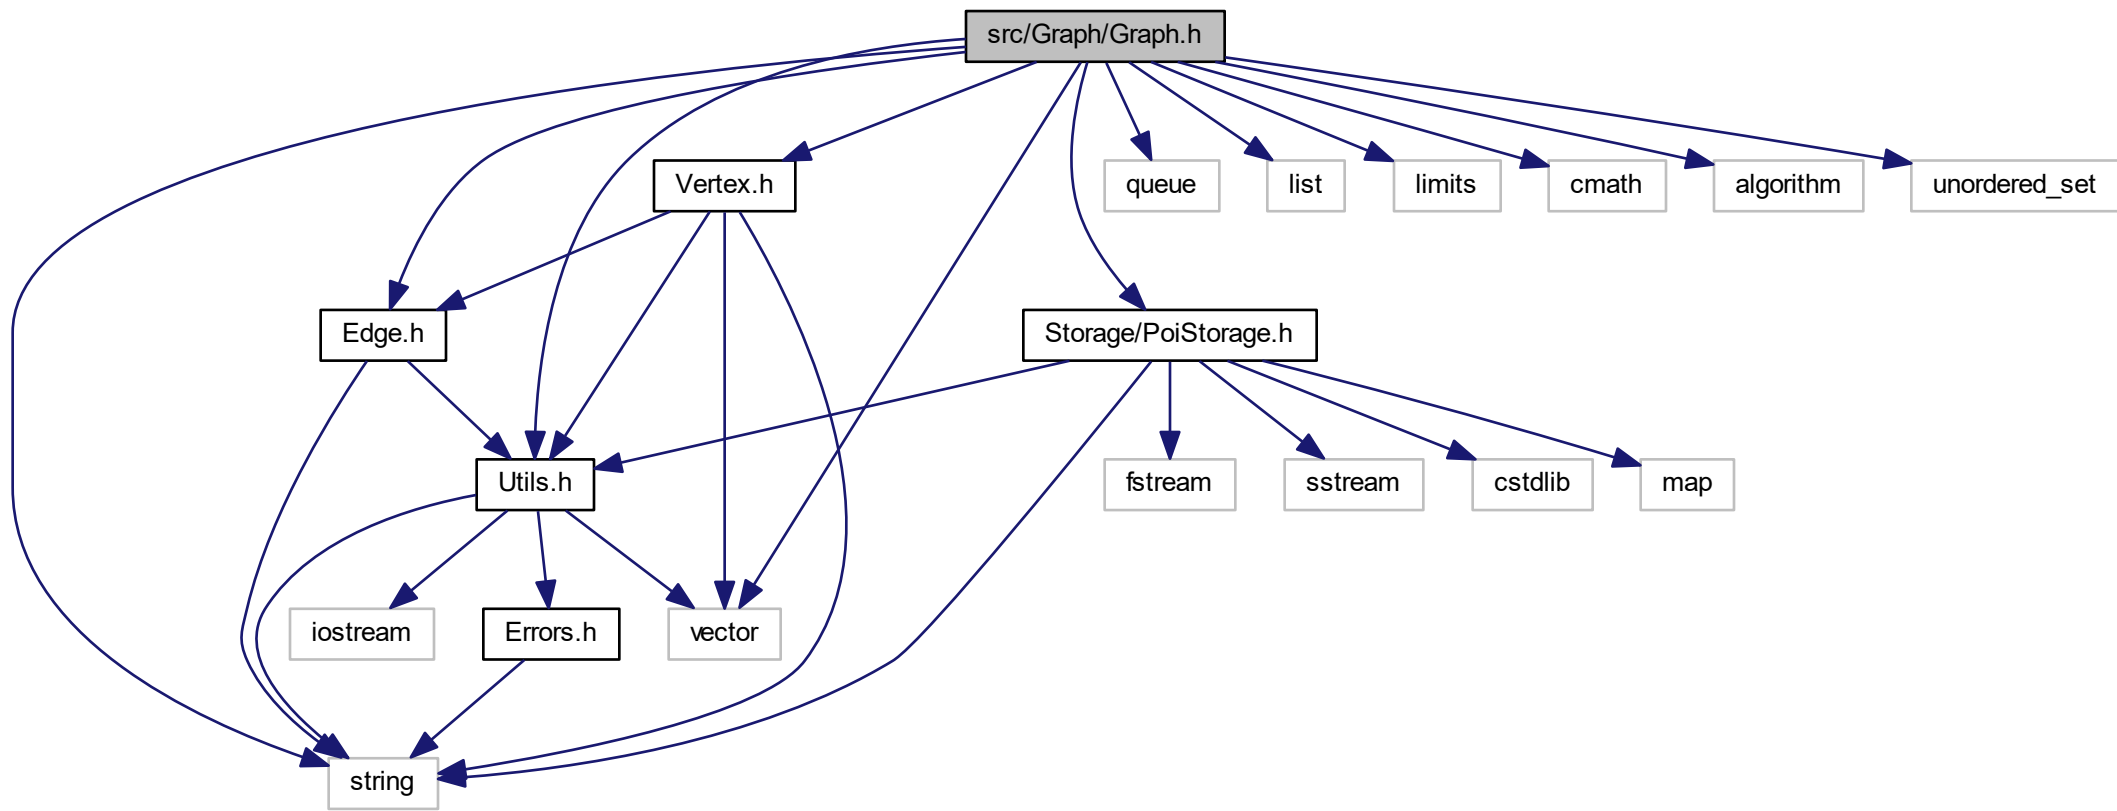 src/Graph/Graph.h
Vertex.h
queue
list
limits
cmath
algorithm
unordered_set
Edge.h
Storage/PoiStorage.h
Utils.h
fstream
sstream
cstdlib
map
iostream
Errors.h
vector
string